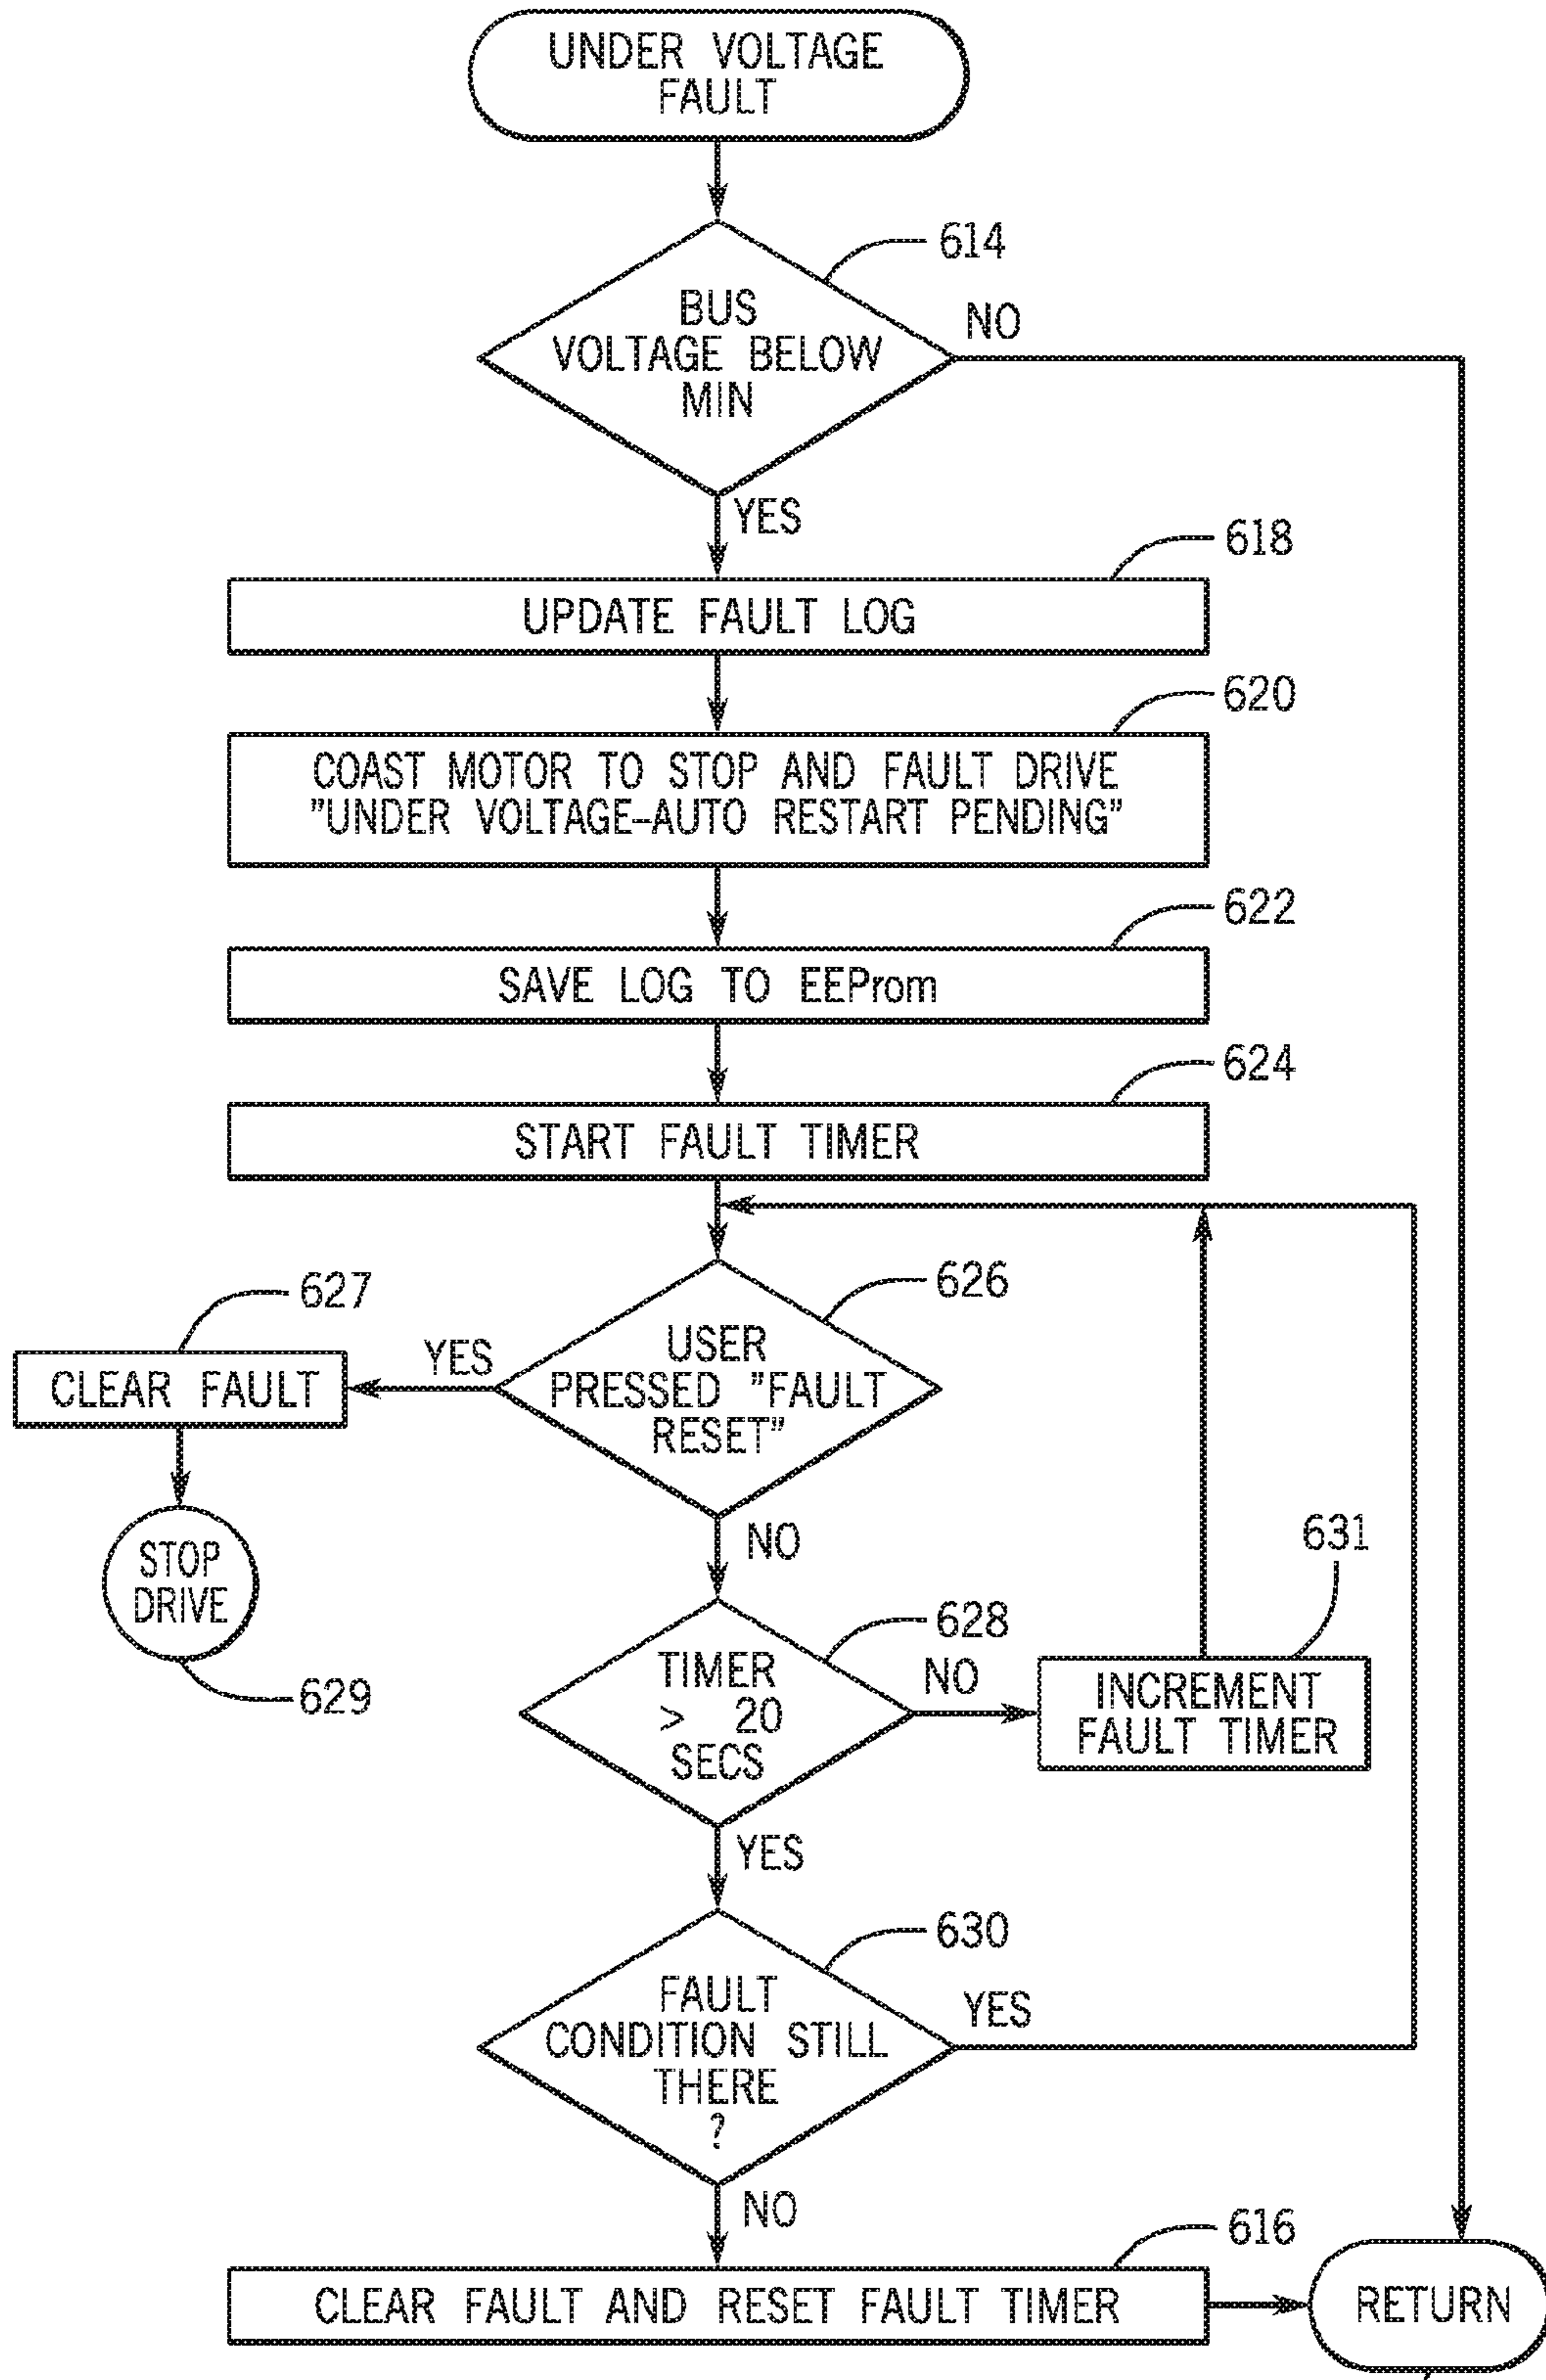 UNDER VOLTAGE
FAULT
614
BUS
VOLTAGE BELOW
MIN
NO
YES
618
UPDATE FAULT LOG
620
COAST MOTOR TO STOP AND FAULT DRIVE
"UNDER VOLTAGE–AUTO RESTART PENDING"
622
SAVE LOG TO EEProm
624
START FAULT TIMER
626
USER
PRESSED "FAULT
RESET"
YES
627
CLEAR FAULT
STOP
DRIVE
629
NO
628
TIMER
> 20
SECS
NO
631
INCREMENT
FAULT TIMER
YES
630
FAULT
CONDITION STILL
THERE
?
YES
NO
616
CLEAR FAULT AND RESET FAULT TIMER
RETURN